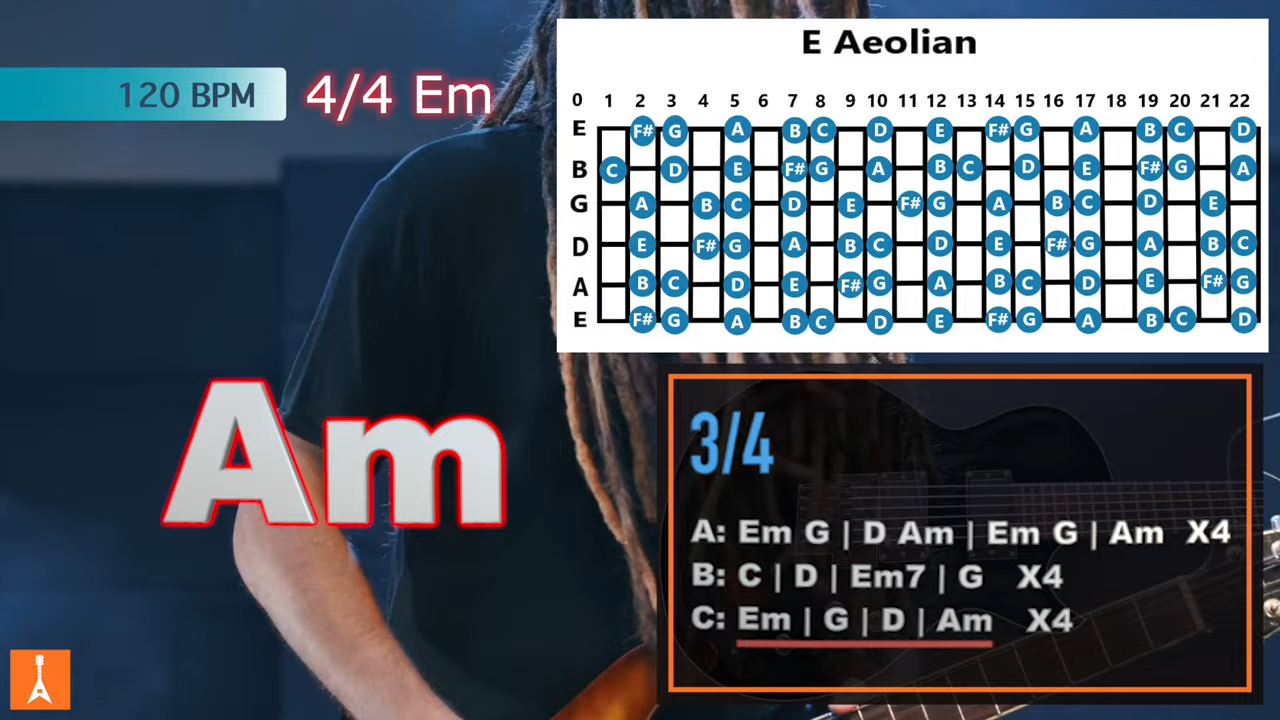 120 BPM
4/4 Em
E Aeolian
0 1 2 3 4 5 6 7 8 9 10 11 12 13 14 15 16 17 18 19 20 21 22
E F# G A B C D E F# G A B C D
B C D E F# G A B C D E F# G A
G A B C D E F# G A B C D E
D E F# G A B C D E F# G A B C
A B C D E F# G A B C D E F# G
E F# G A B C D E F# G A B C D
Am
3/4
A: Em G | D Am | Em G | Am X4
B: C | D | Em7 | G X4
C: Em | G | D | Am X4